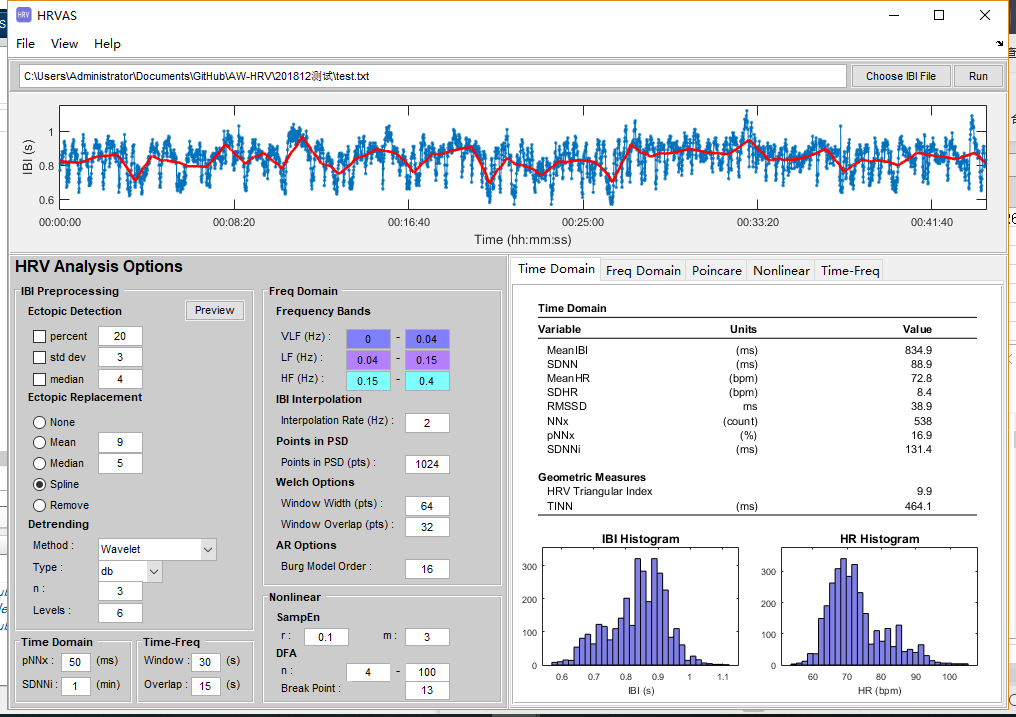 HRV HRVAS
File View Help
C:\Users\Administrator\Documents\GitHub\AW-HRV\201812测试\test.txt Choose IBI File Run
IBI (s)
1
0.8
0.6
00:00:00 00:08:20 00:16:40 00:25:00 00:33:20 00:41:40
Time (hh:mm:ss)
HRV Analysis Options
IBI Preprocessing
Ectopic Detection Preview
percent 20
std dev 3
median 4
Ectopic Replacement
None
Mean 9
Median 5
Spline
Remove
Detrending
Method : Wavelet
Type : db
n : 3
Levels : 6
Time Domain
pNNx : 50 (ms)
SDNNi : 1 (min)
Time-Freq
Window : 30 (s)
Overlap : 15 (s)
Freq Domain
Frequency Bands
VLF (Hz) : 0 - 0.04
LF (Hz) : 0.04 - 0.15
HF (Hz) : 0.15 - 0.4
IBI Interpolation
Interpolation Rate (Hz) : 2
Points in PSD
Points in PSD (pts) : 1024
Welch Options
Window Width (pts) : 64
Window Overlap (pts) : 32
AR Options
Burg Model Order : 16
Nonlinear
SampEn
r : 0.1 m : 3
DFA
n : 4 - 100
Break Point : 13
Time Domain Freq Domain Poincare Nonlinear Time-Freq
Time Domain
Variable Units Value
MeanIBI (ms) 834.9
SDNN (ms) 88.9
MeanHR (bpm) 72.8
SDHR (bpm) 8.4
RMSSD ms 38.9
NNx (count) 538
pNNx (%) 16.9
SDNNi (ms) 131.4
Geometric Measures
HRV Triangular Index 9.9
TINN (ms) 464.1
IBI Histogram
300
200
100
0
0.6 0.7 0.8 0.9 1 1.1
IBI (s)
HR Histogram
300
200
100
0
60 70 80 90 100
HR (bpm)